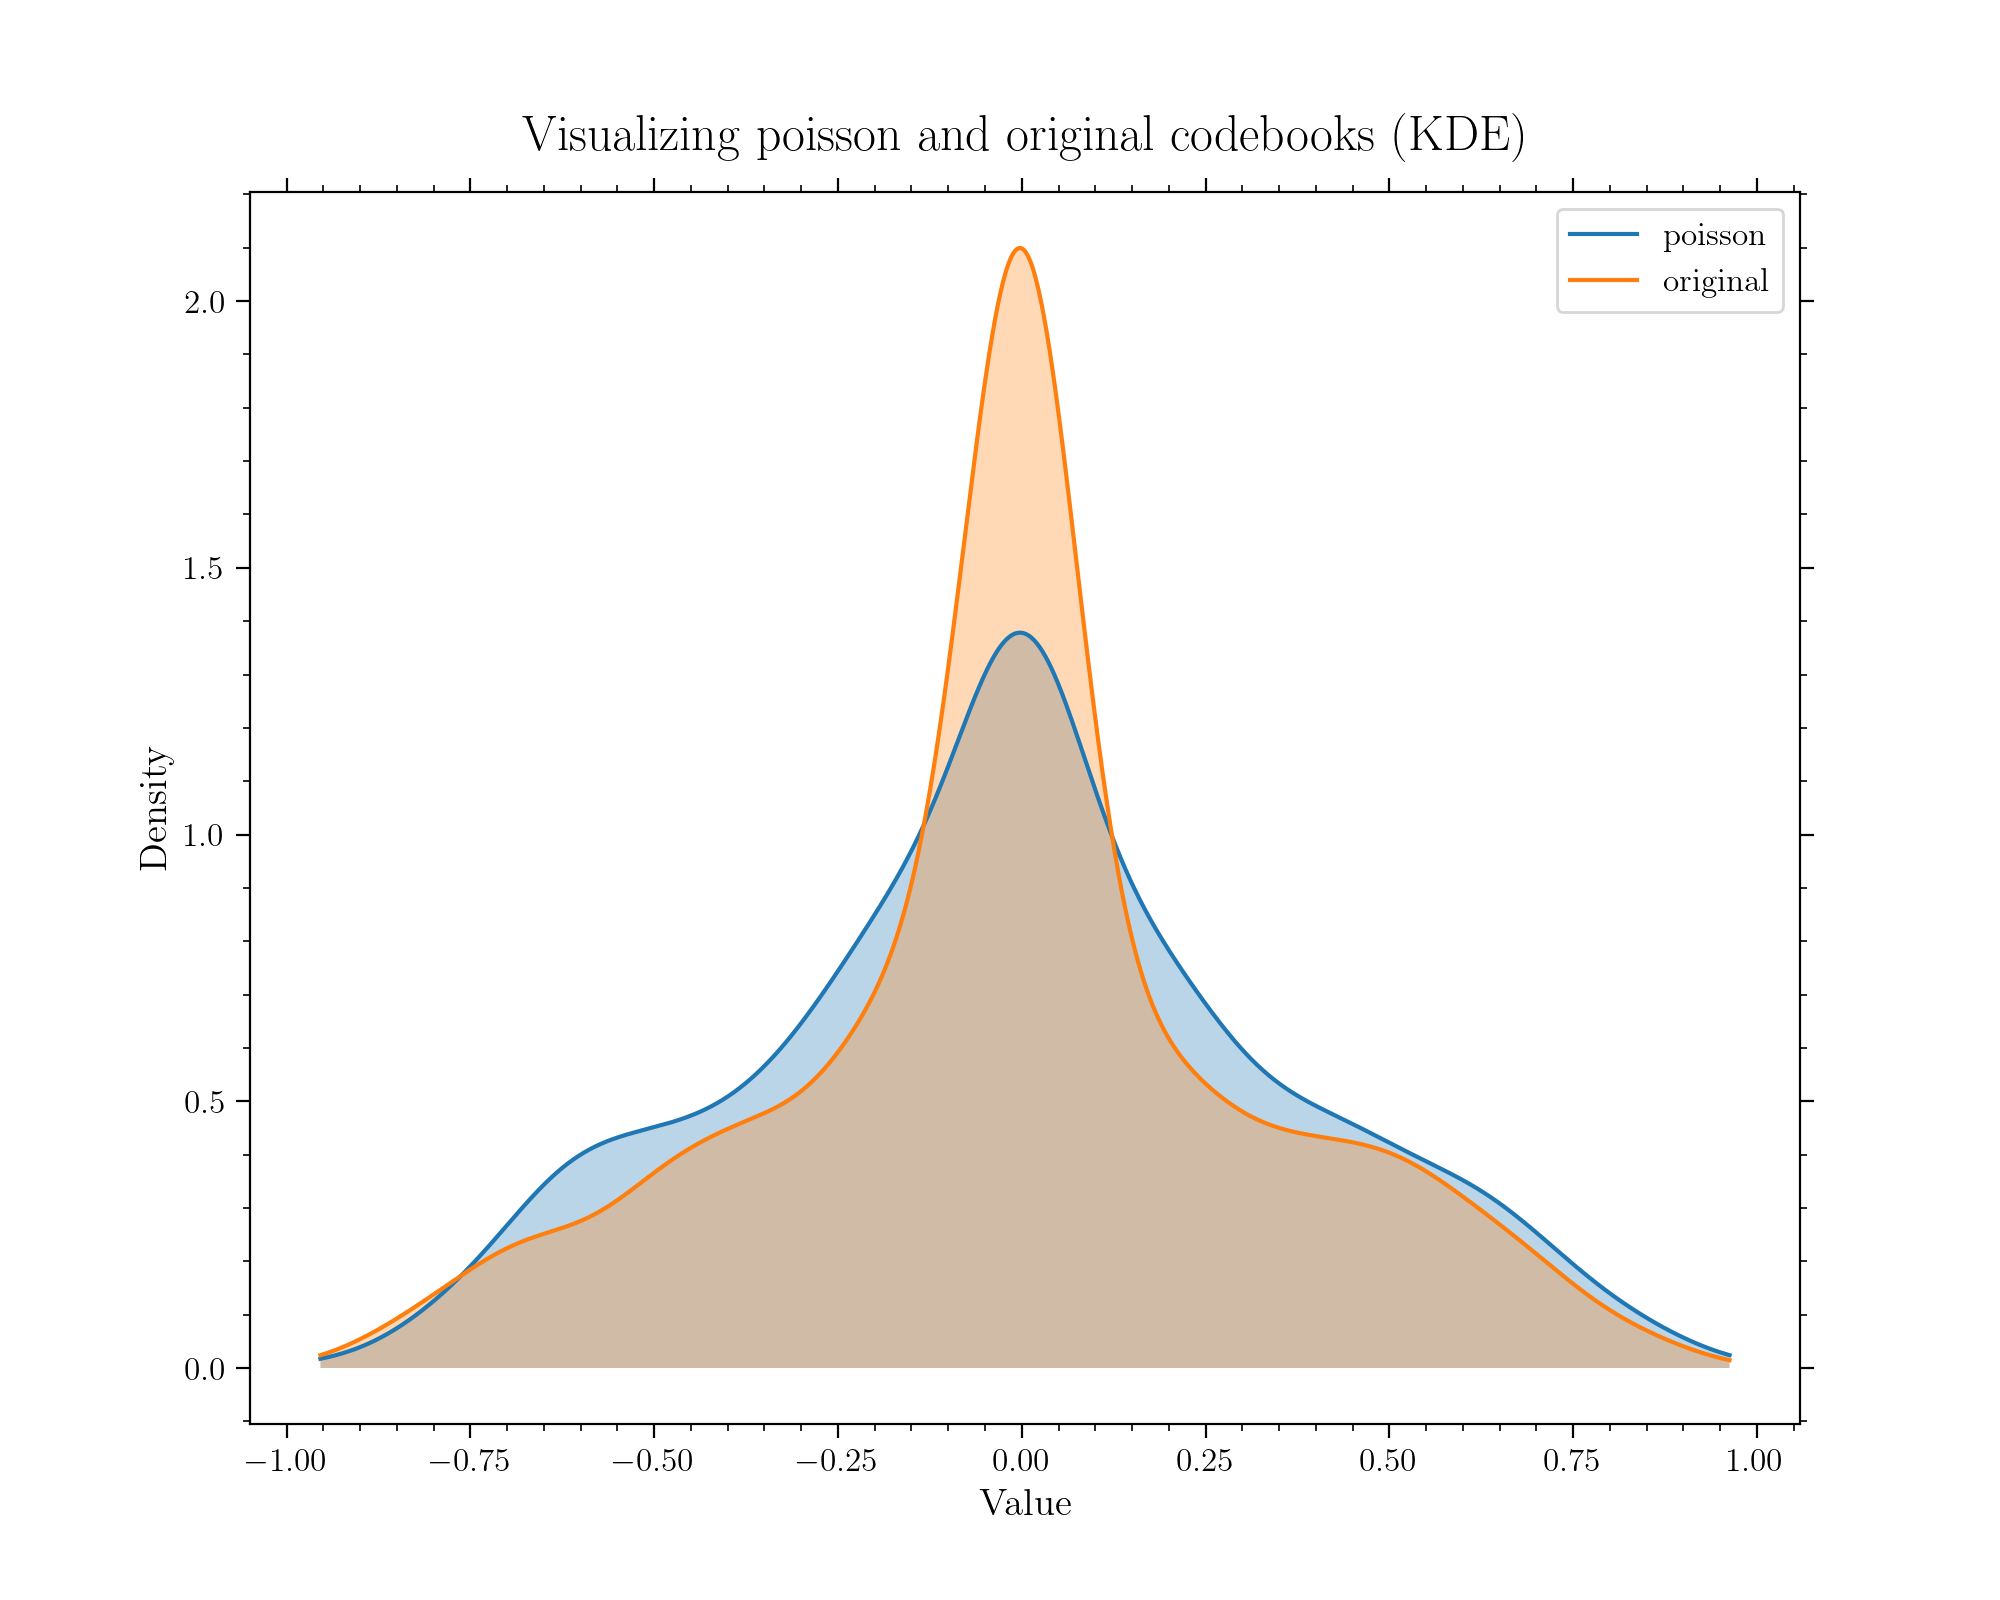 Visualizing poisson and original codebooks (KDE)
poisson
original
2.0
1.5
1.0
0.5
0.0
Density
−1.00 −0.75 −0.50 −0.25 0.00 0.25 0.50 0.75 1.00
Value